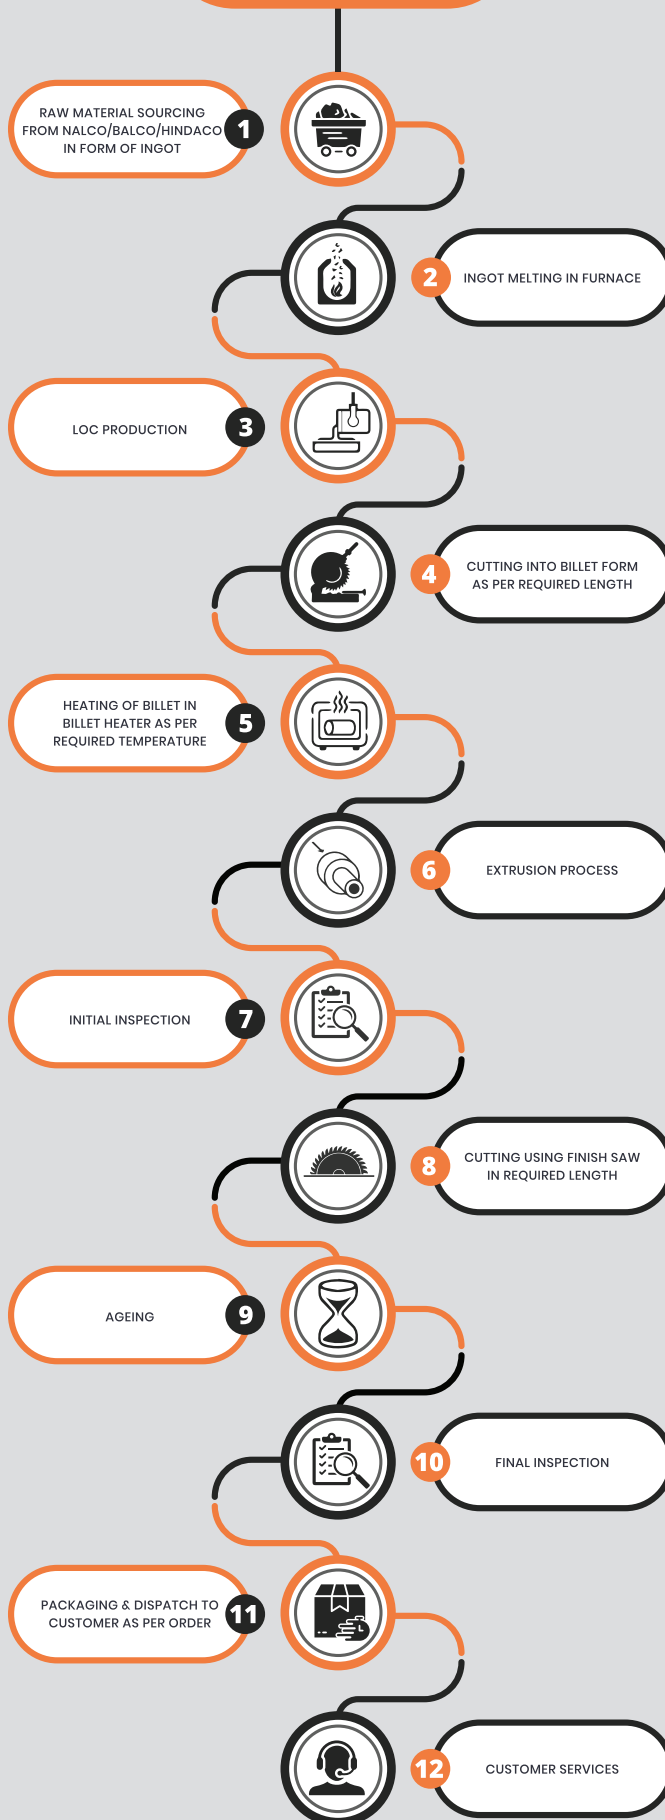 RAW MATERIAL SOURCING
FROM NALCO/BALCO/HINDACO
IN FORM OF INGOT
1
2
INGOT MELTING IN FURNACE
LOC PRODUCTION
3
4
CUTTING INTO BILLET FORM
AS PER REQUIRED LENGTH
HEATING OF BILLET IN
BILLET HEATER AS PER
REQUIRED TEMPERATURE
5
6
EXTRUSION PROCESS
INITIAL INSPECTION
7
8
CUTTING USING FINISH SAW
IN REQUIRED LENGTH
AGEING
9
10
FINAL INSPECTION
PACKAGING & DISPATCH TO
CUSTOMER AS PER ORDER
11
12
CUSTOMER SERVICES